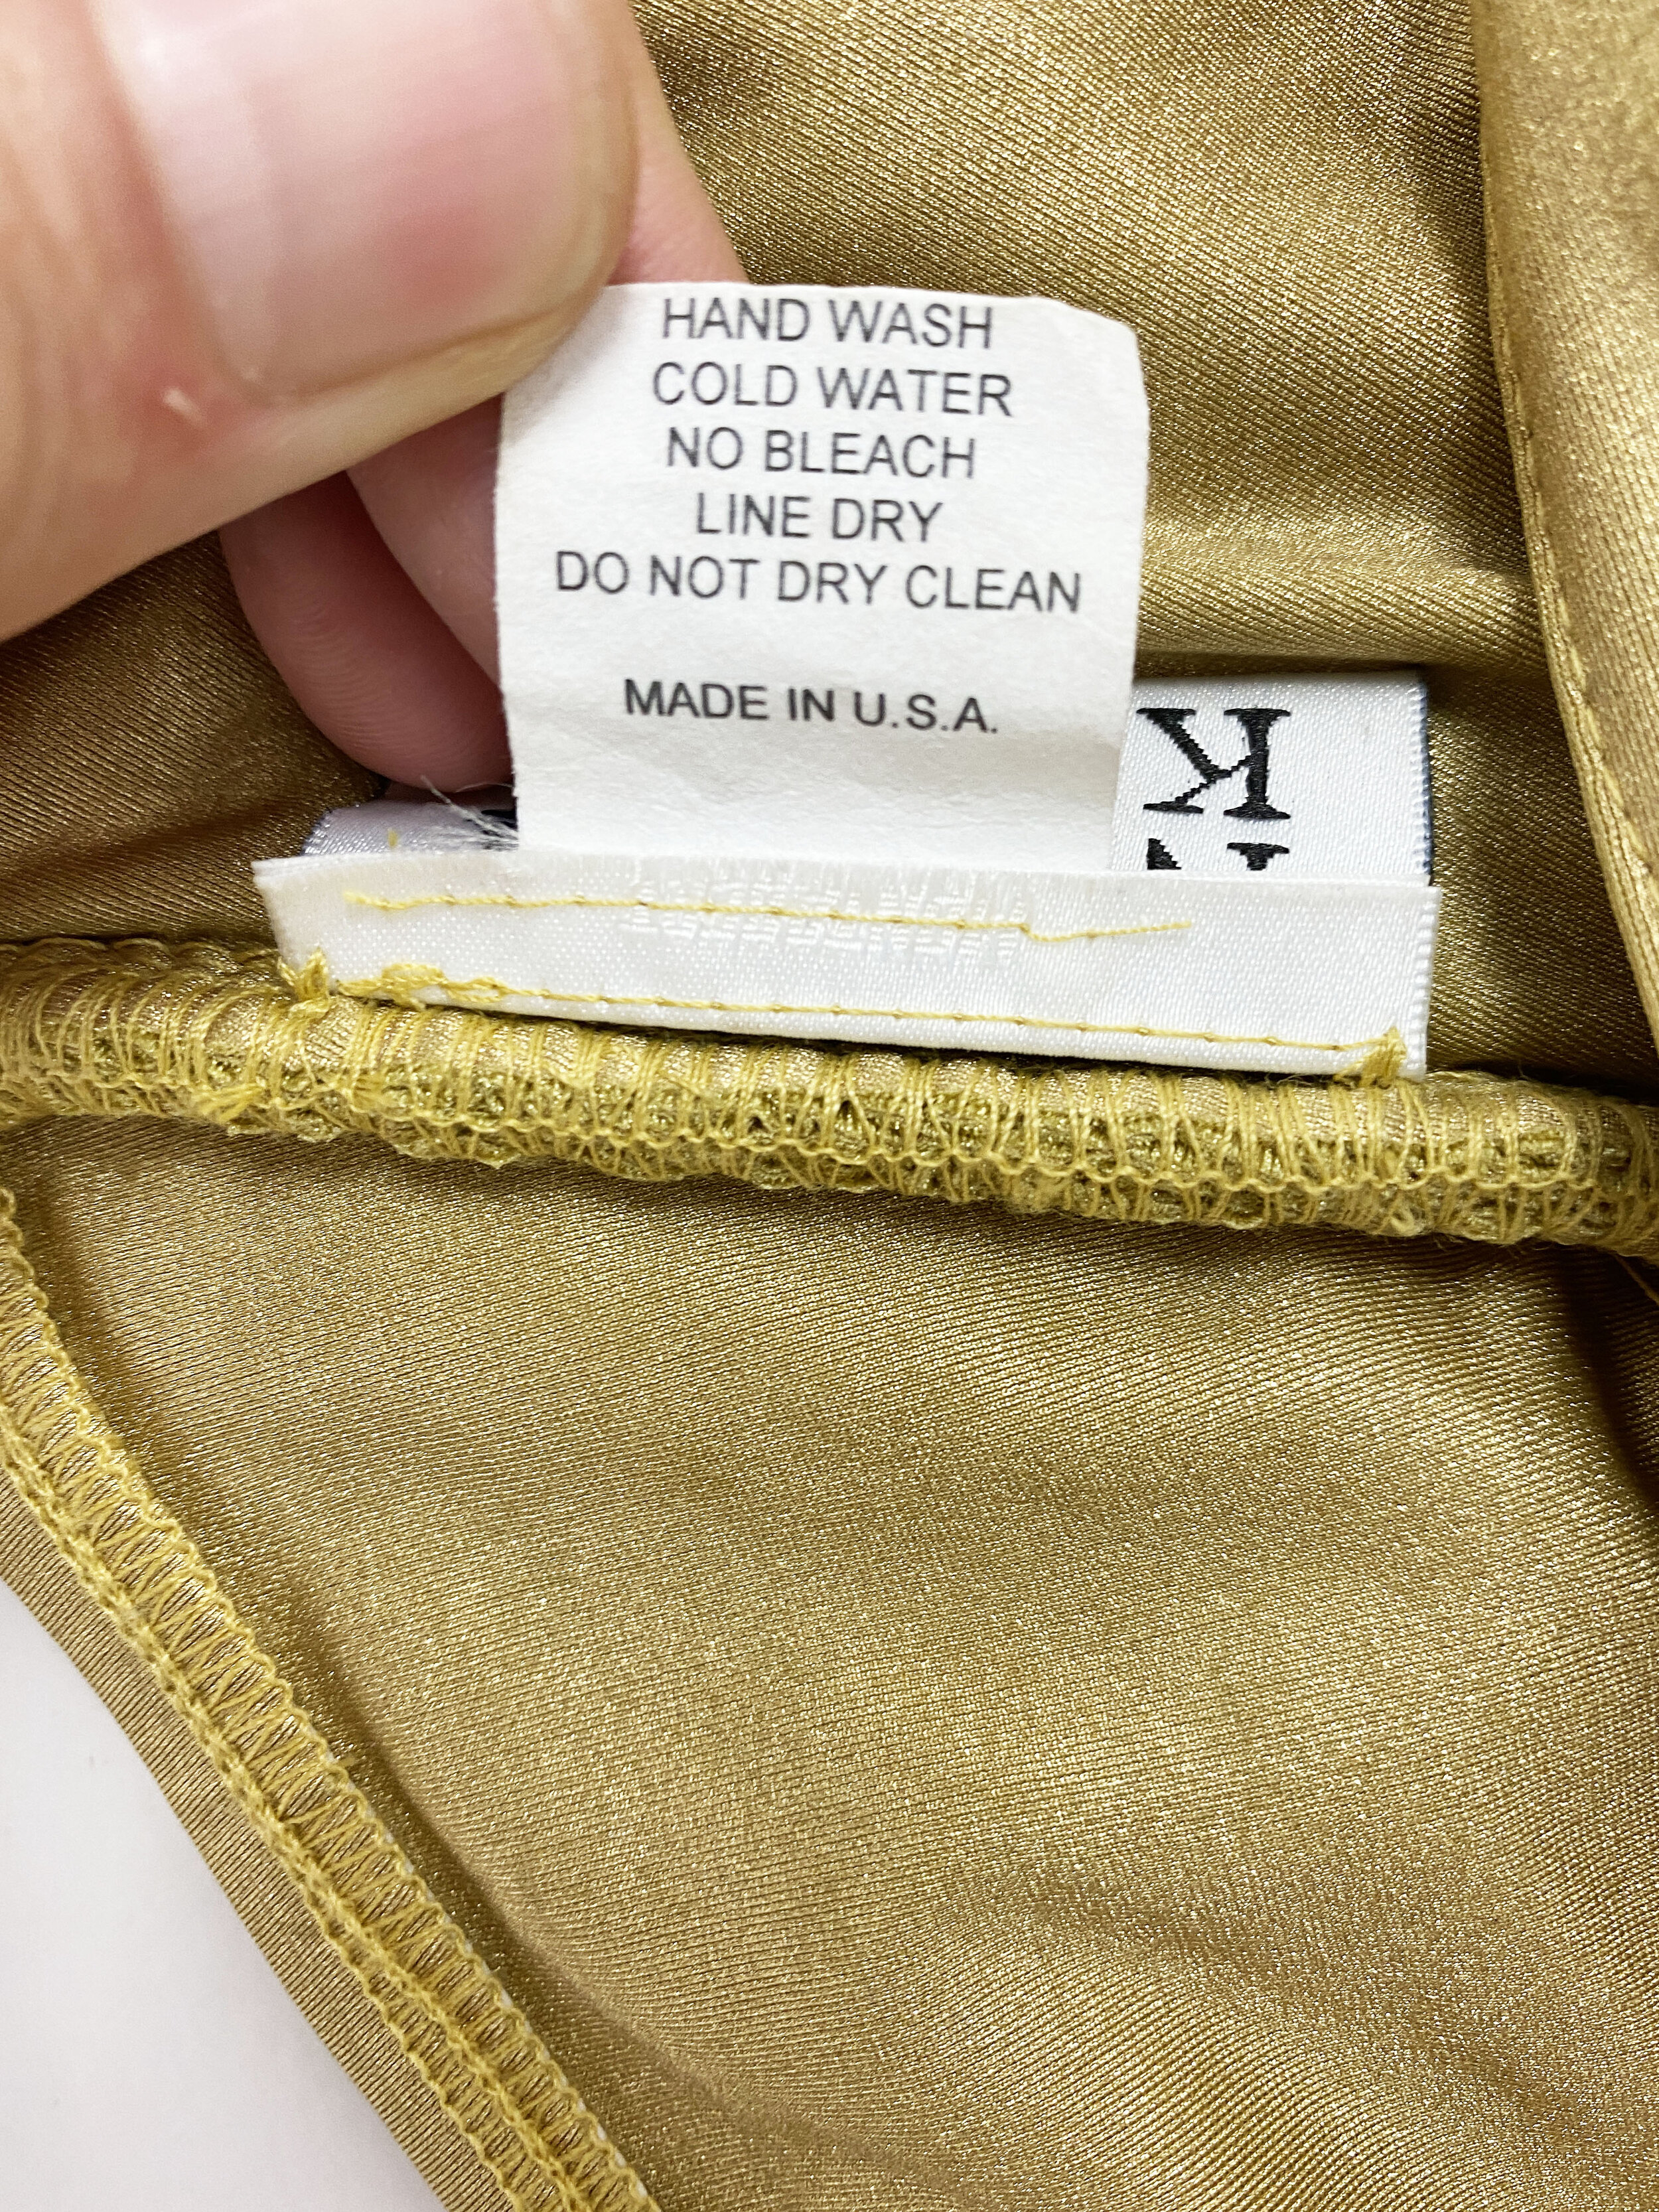 HAND WASH
COLD WATER
NO BLEACH
LINE DRY
DO NOT DRY CLEAN
MADE IN U.S.A.
K